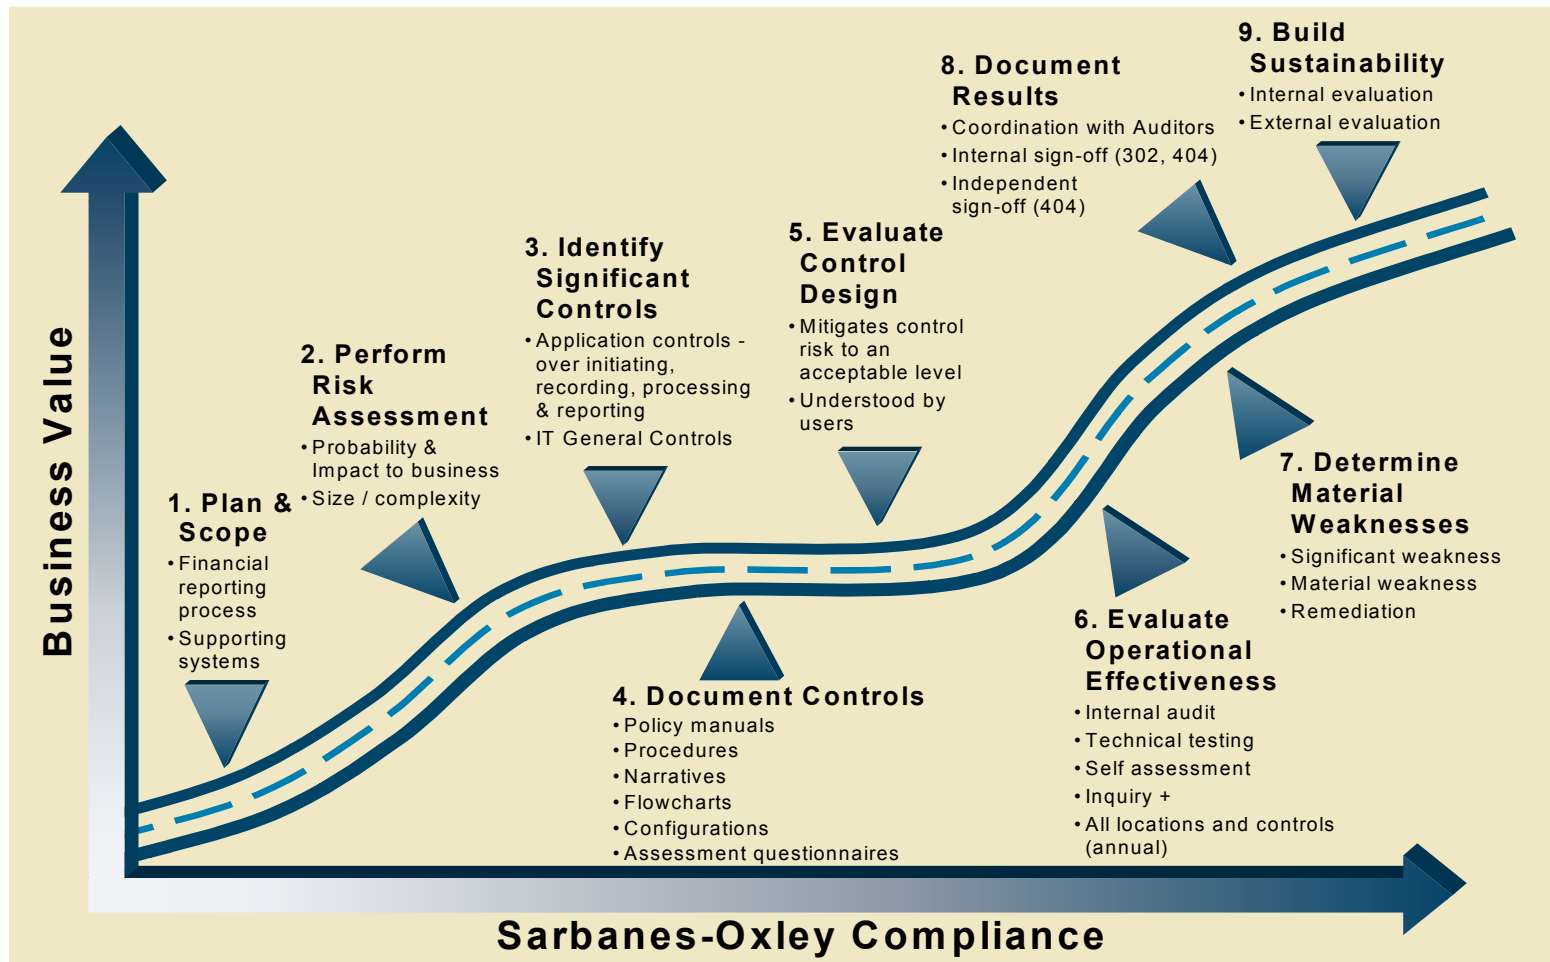 9. Build
Sustainability
• Internal evaluation
• External evaluation
8. Document
Results
• Coordination with Auditors
• Internal sign-off (302, 404)
• Independent
sign-off (404)
5. Evaluate
Control
Design
• Mitigates control
risk to an
acceptable level
• Understood by
users
3. Identify
Significant
Controls
• Application controls -
over initiating,
recording, processing
& reporting
• IT General Controls
2. Perform
Risk
Assessment
• Probability &
Impact to business
• Size / complexity
1. Plan &
Scope
• Financial
reporting
process
• Supporting
systems
7. Determine
Material
Weaknesses
• Significant weakness
• Material weakness
• Remediation
6. Evaluate
Operational
Effectiveness
• Internal audit
• Technical testing
• Self assessment
• Inquiry +
• All locations and controls
(annual)
4. Document Controls
• Policy manuals
• Procedures
• Narratives
• Flowcharts
• Configurations
• Assessment questionnaires
Business Value
Sarbanes-Oxley Compliance